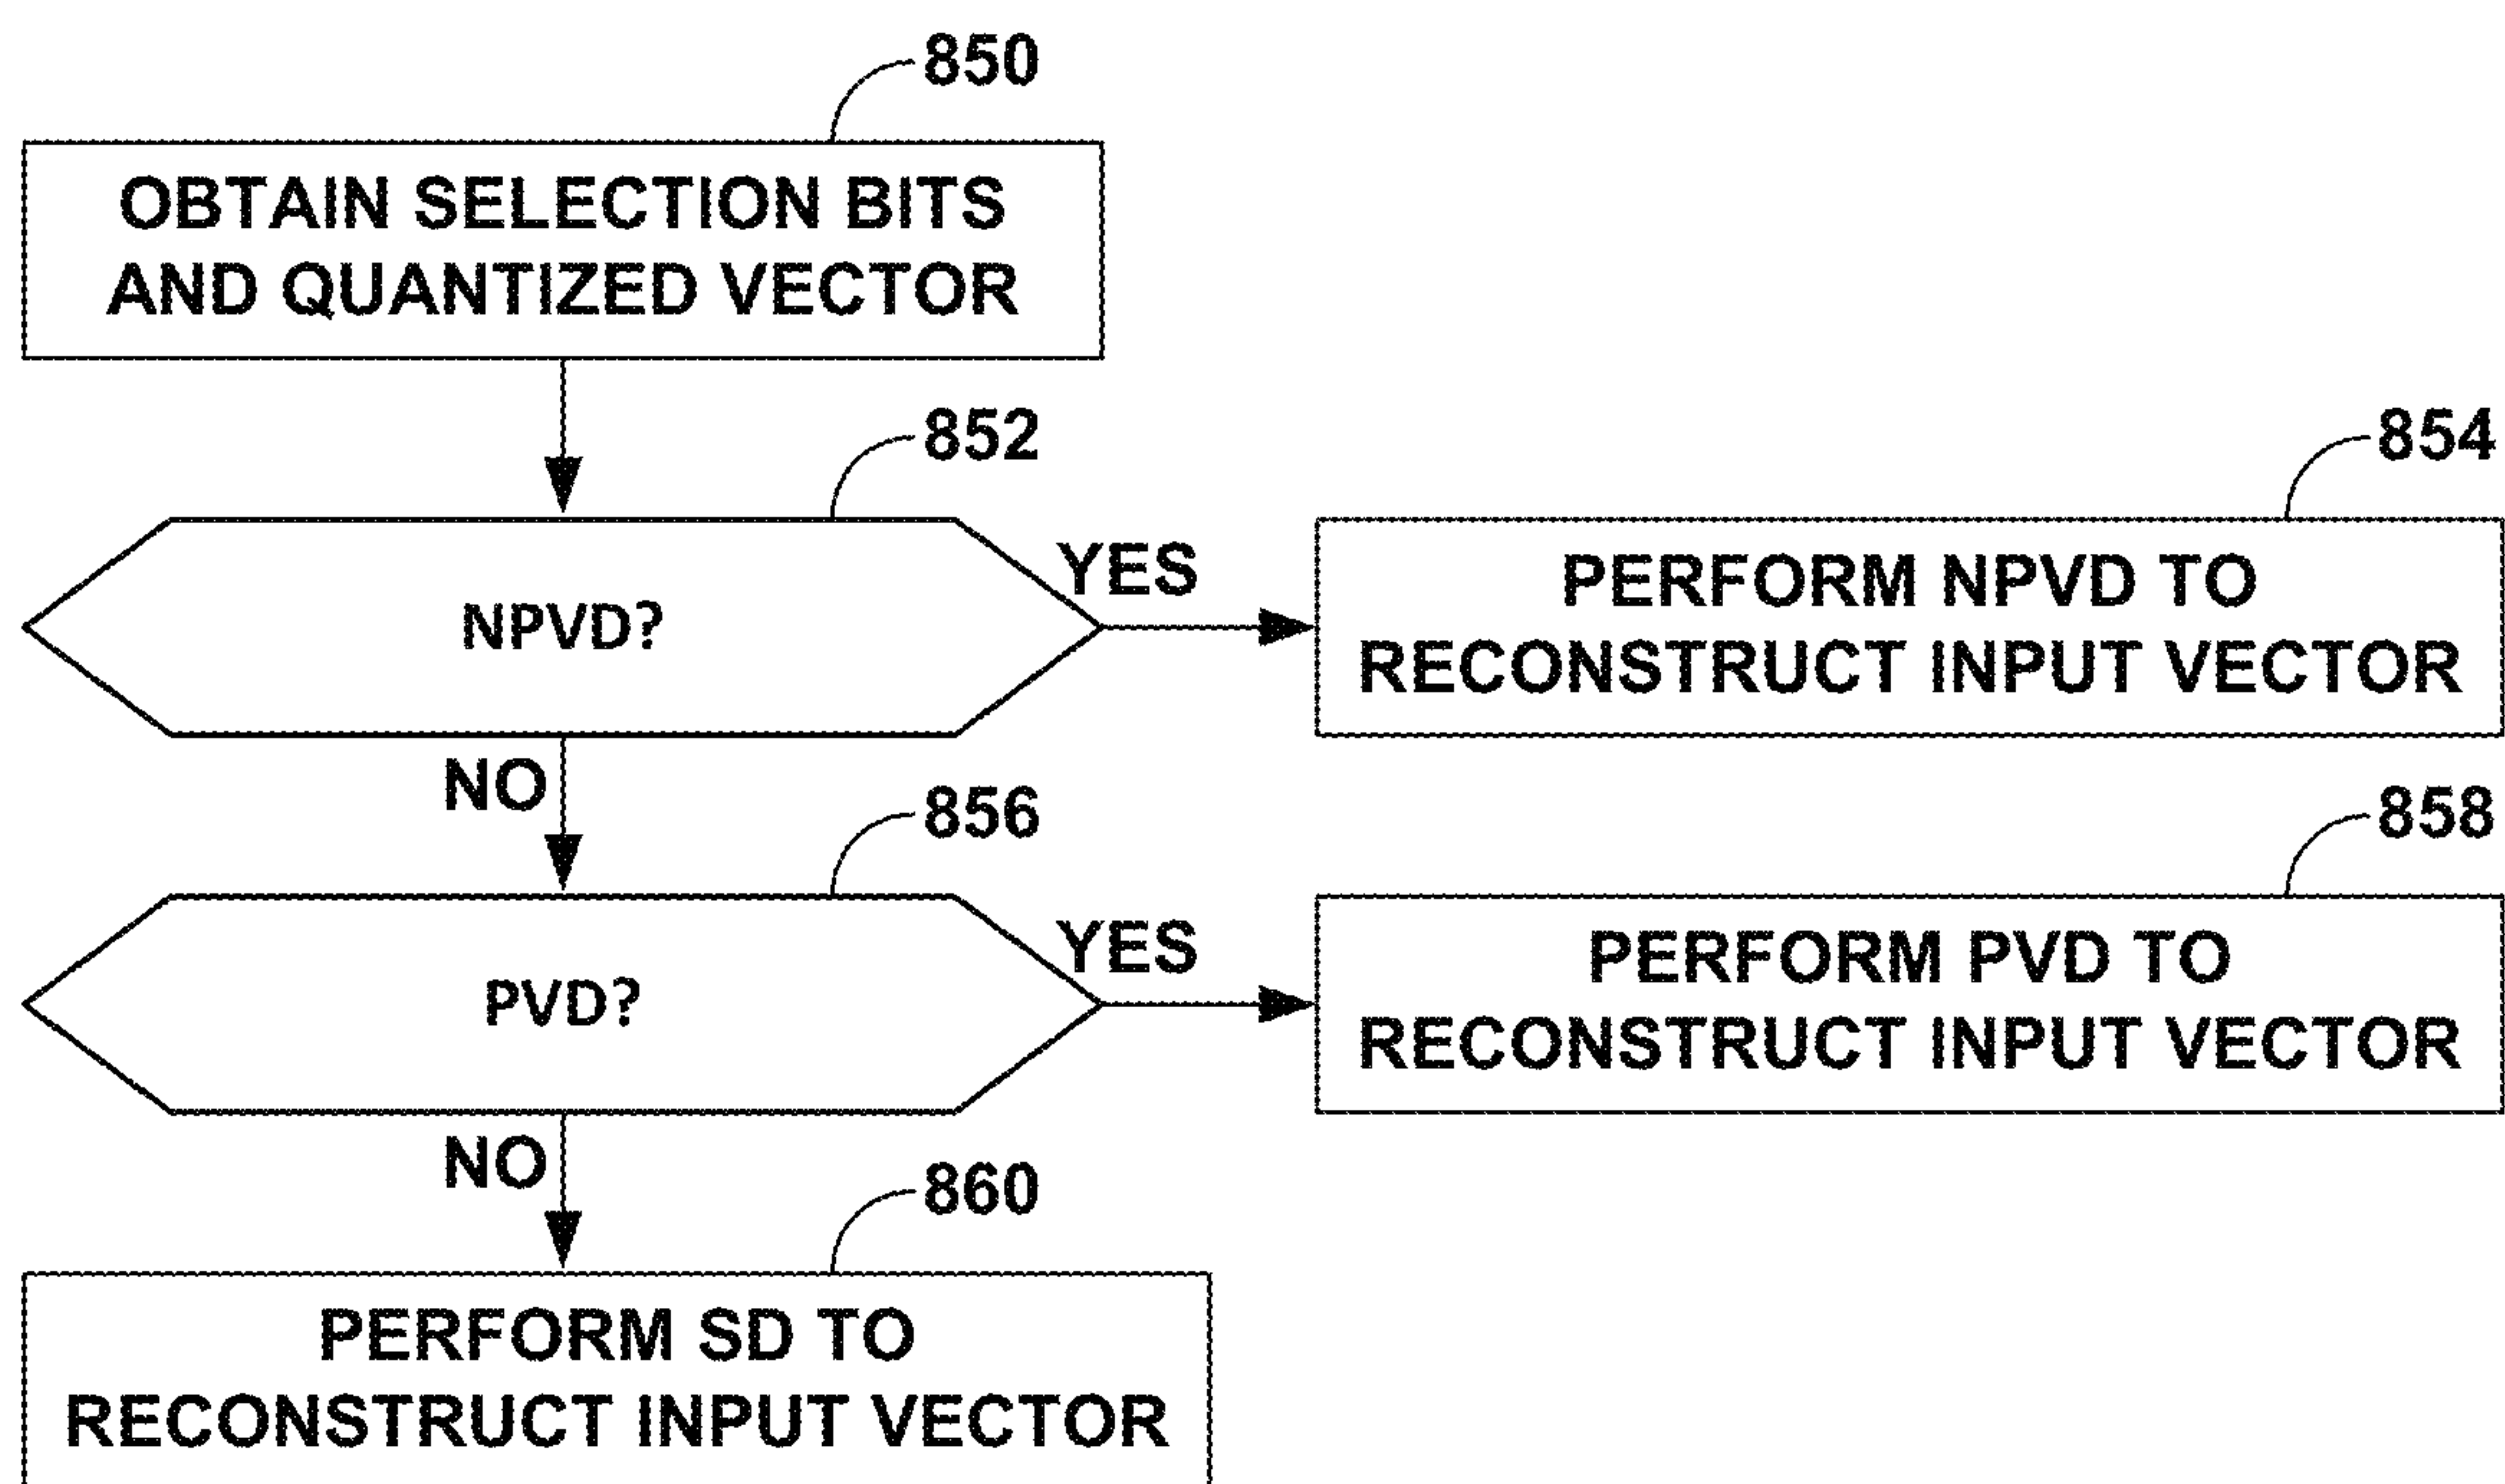 850
OBTAIN SELECTION BITS
AND QUANTIZED VECTOR
852
854
NPVD?
YES
PERFORM NPVD TO
RECONSTRUCT INPUT VECTOR
NO
856
858
PVD?
YES
PERFORM PVD TO
RECONSTRUCT INPUT VECTOR
NO
860
PERFORM SD TO
RECONSTRUCT INPUT VECTOR